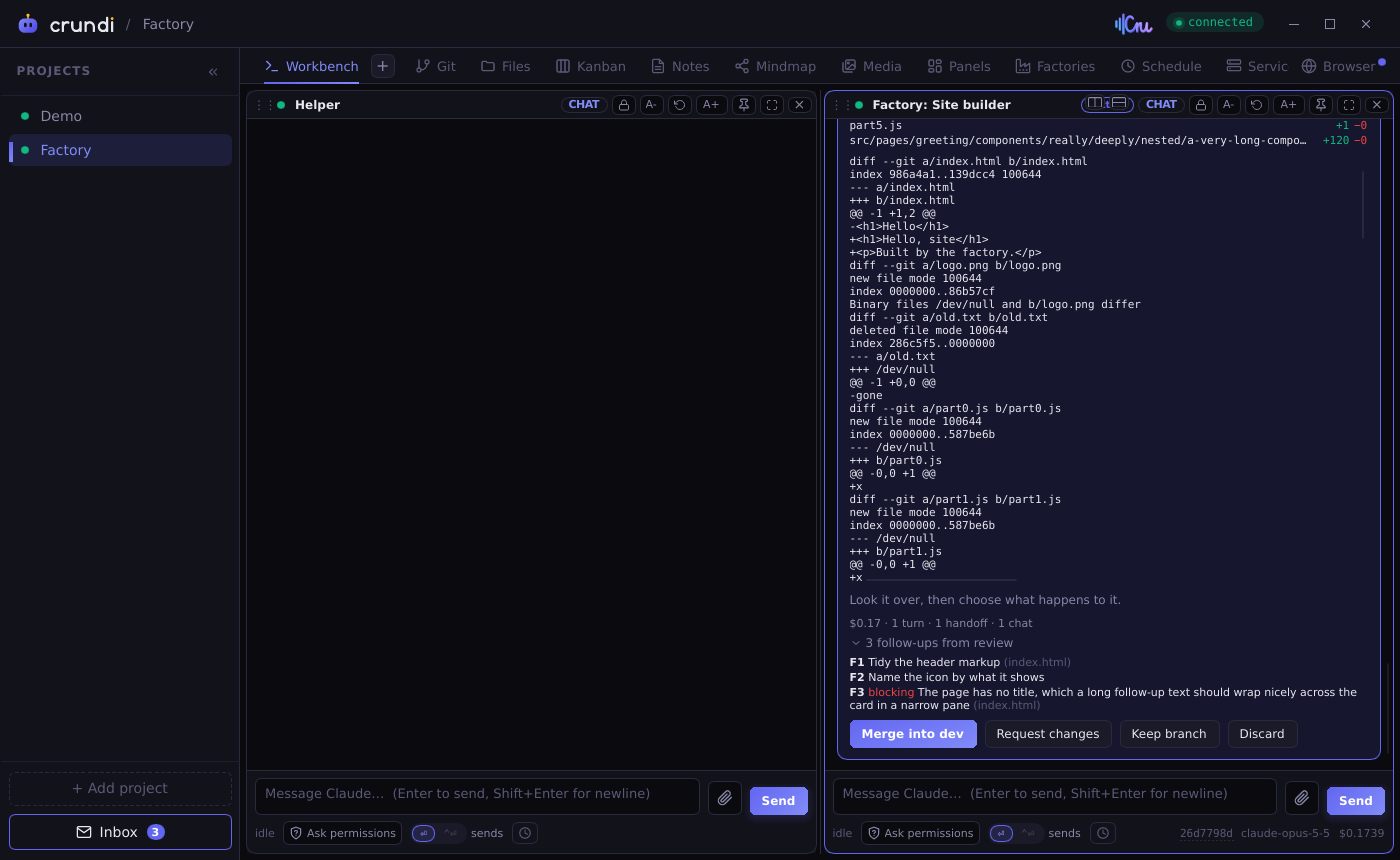 crundi / Factory
Cru
connected
PROJECTS «
Demo
Factory
+ Add project
Inbox 3
Workbench + Git Files Kanban Notes Mindmap Media Panels Factories Schedule Servic Browser
Helper CHAT A- A+
Message Claude... (Enter to send, Shift+Enter for newline) Send
idle Ask permissions sends
Factory: Site builder CHAT A- A+
part5.js +1 −0
src/pages/greeting/components/really/deeply/nested/a-very-long-compo… +120 −0
diff --git a/index.html b/index.html
index 986a4a1..139dcc4 100644
--- a/index.html
+++ b/index.html
@@ -1 +1,2 @@
-<h1>Hello</h1>
+<h1>Hello, site</h1>
+<p>Built by the factory.</p>
diff --git a/logo.png b/logo.png
new file mode 100644
index 0000000..86b57cf
Binary files /dev/null and b/logo.png differ
diff --git a/old.txt b/old.txt
deleted file mode 100644
index 286c5f5..0000000
--- a/old.txt
+++ /dev/null
@@ -1 +0,0 @@
-gone
diff --git a/part0.js b/part0.js
new file mode 100644
index 0000000..587be6b
--- /dev/null
+++ b/part0.js
@@ -0,0 +1 @@
+x
diff --git a/part1.js b/part1.js
new file mode 100644
index 0000000..587be6b
--- /dev/null
+++ b/part1.js
@@ -0,0 +1 @@
+x
Look it over, then choose what happens to it.
$0.17 · 1 turn · 1 handoff · 1 chat
3 follow-ups from review
F1 Tidy the header markup (index.html)
F2 Name the icon by what it shows
F3 blocking The page has no title, which a long follow-up text should wrap nicely across the
card in a narrow pane (index.html)
Merge into dev Request changes Keep branch Discard
Message Claude... (Enter to send, Shift+Enter for newline) Send
idle Ask permissions sends 26d7798d claude-opus-5-5 $0.1739